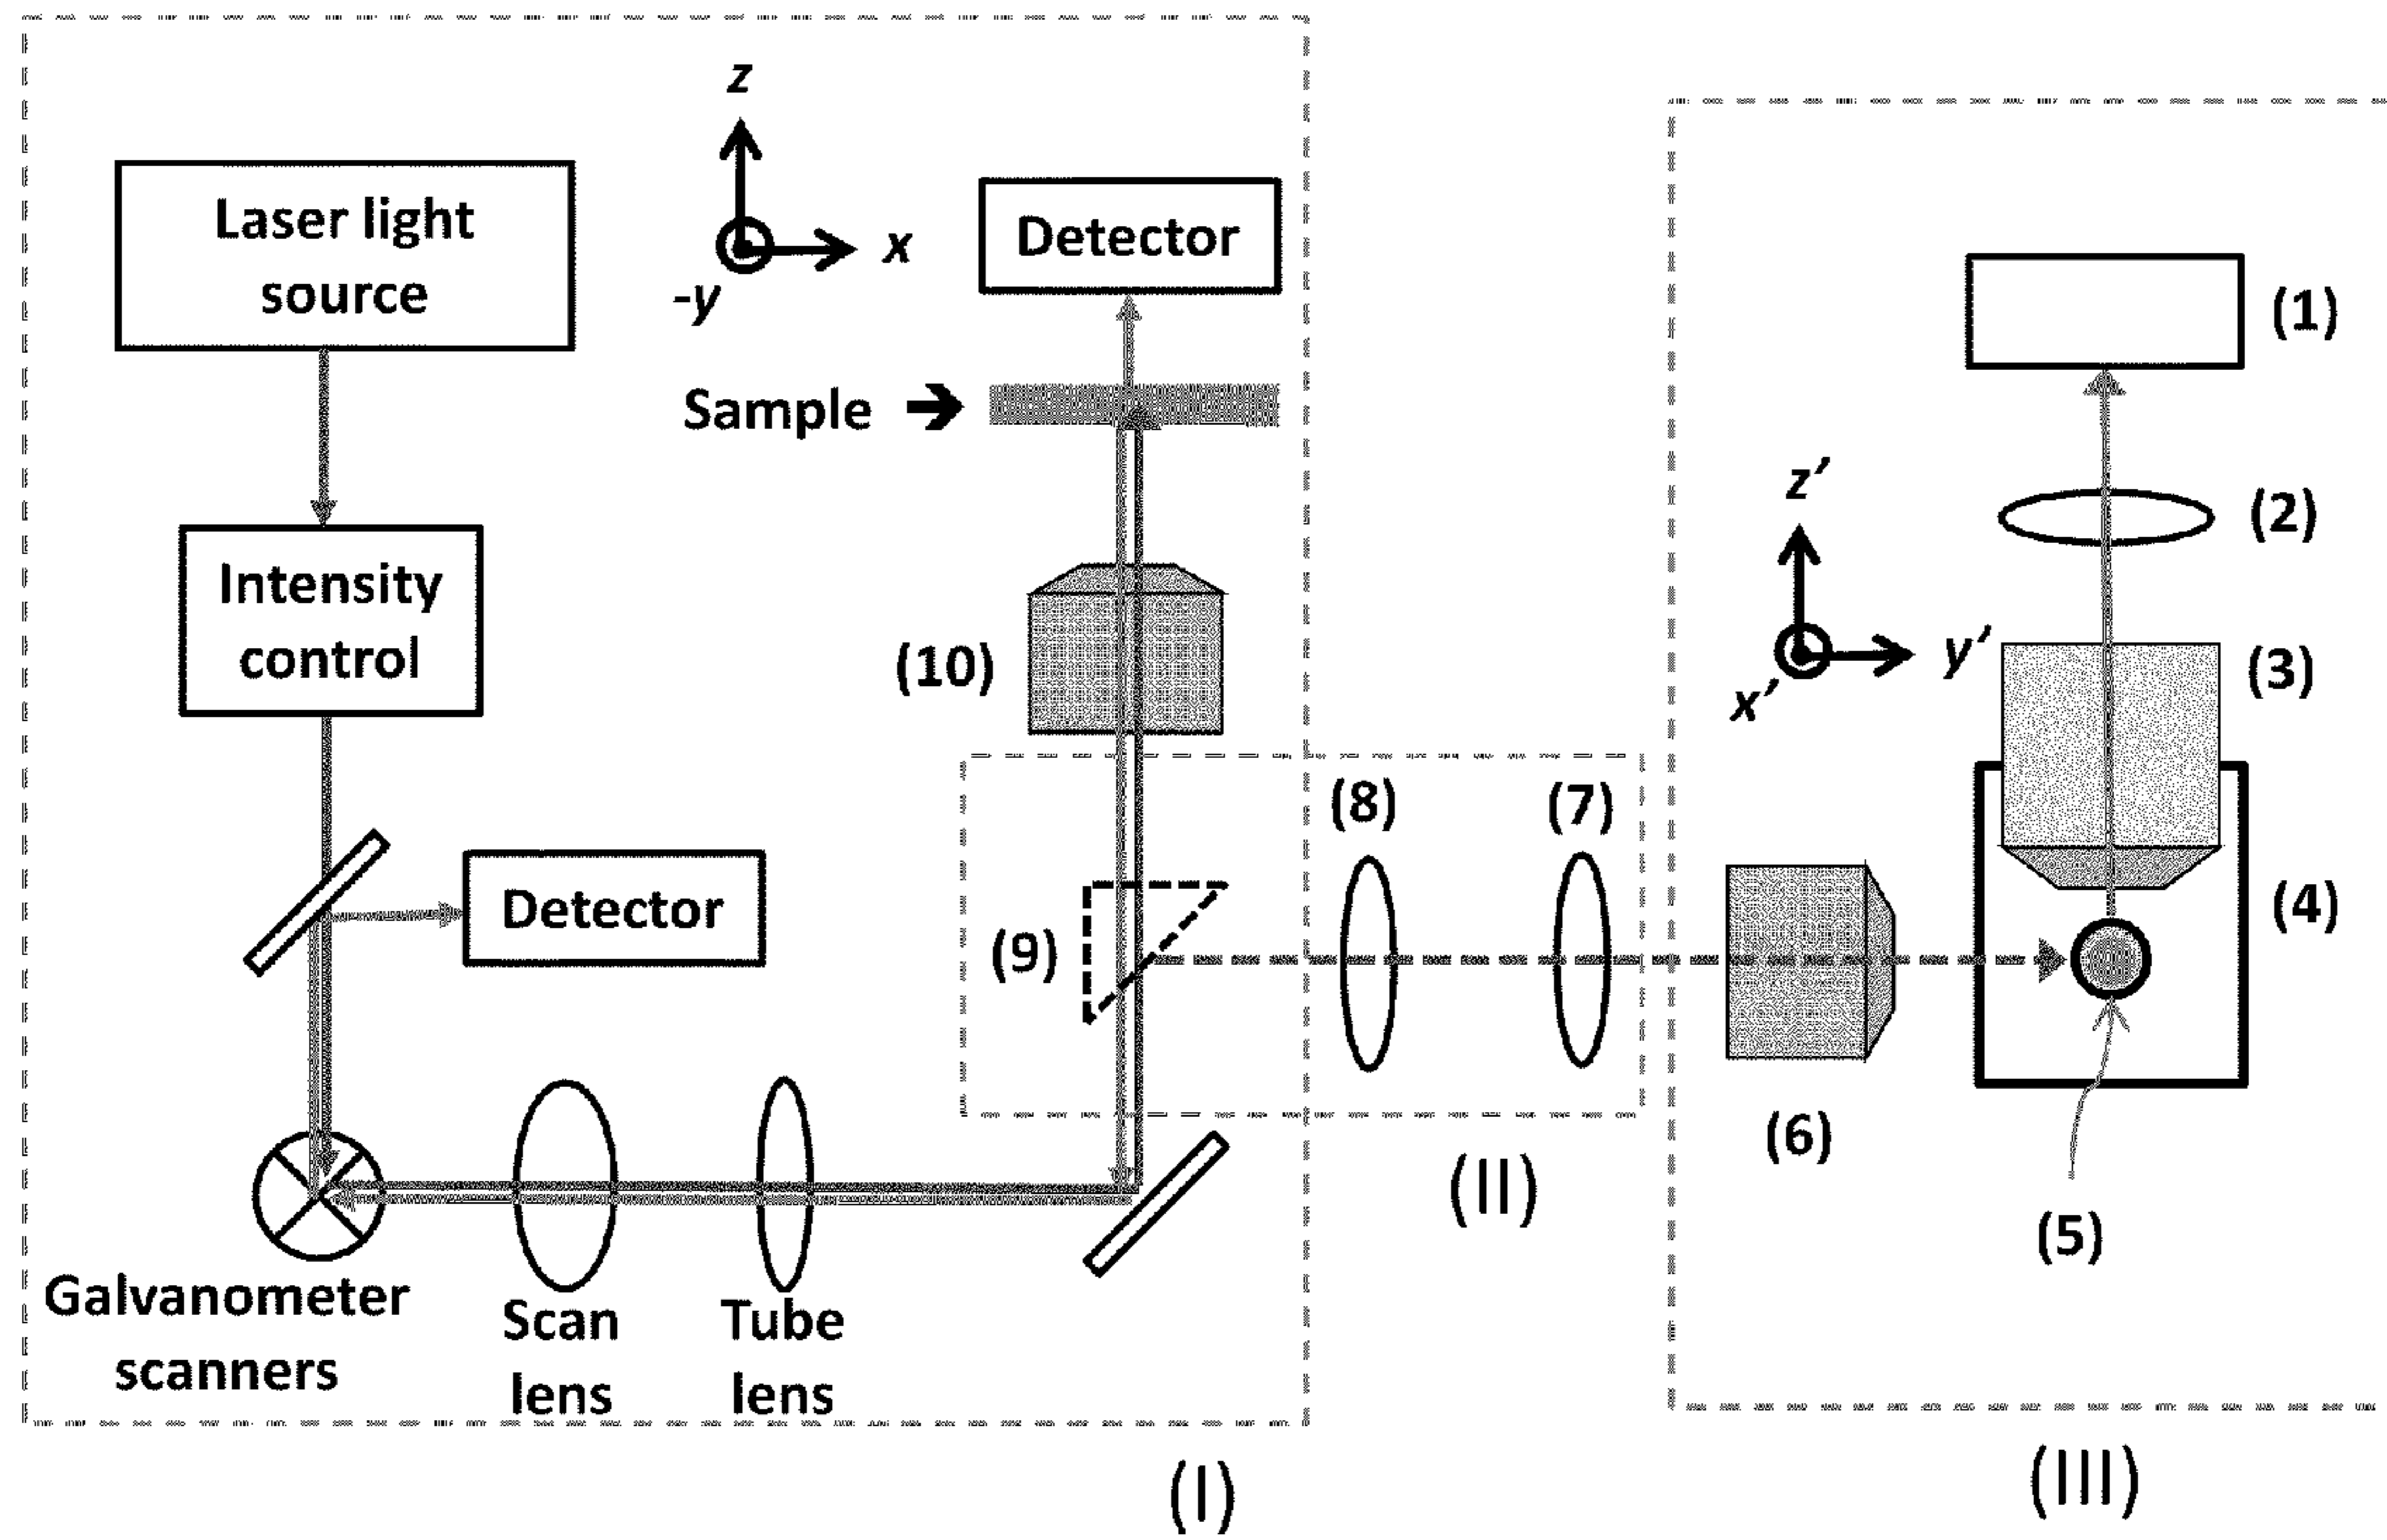 z
x
-y
Laser light
source
Detector
Sample
(1)
(2)
z′
y′
x′
(3)
Intensity
control
(10)
(8)
(7)
(9)
(4)
Detector
(6)
(5)
(II)
Galvanometer
scanners
Scan
lens
Tube
lens
(I)
(III)